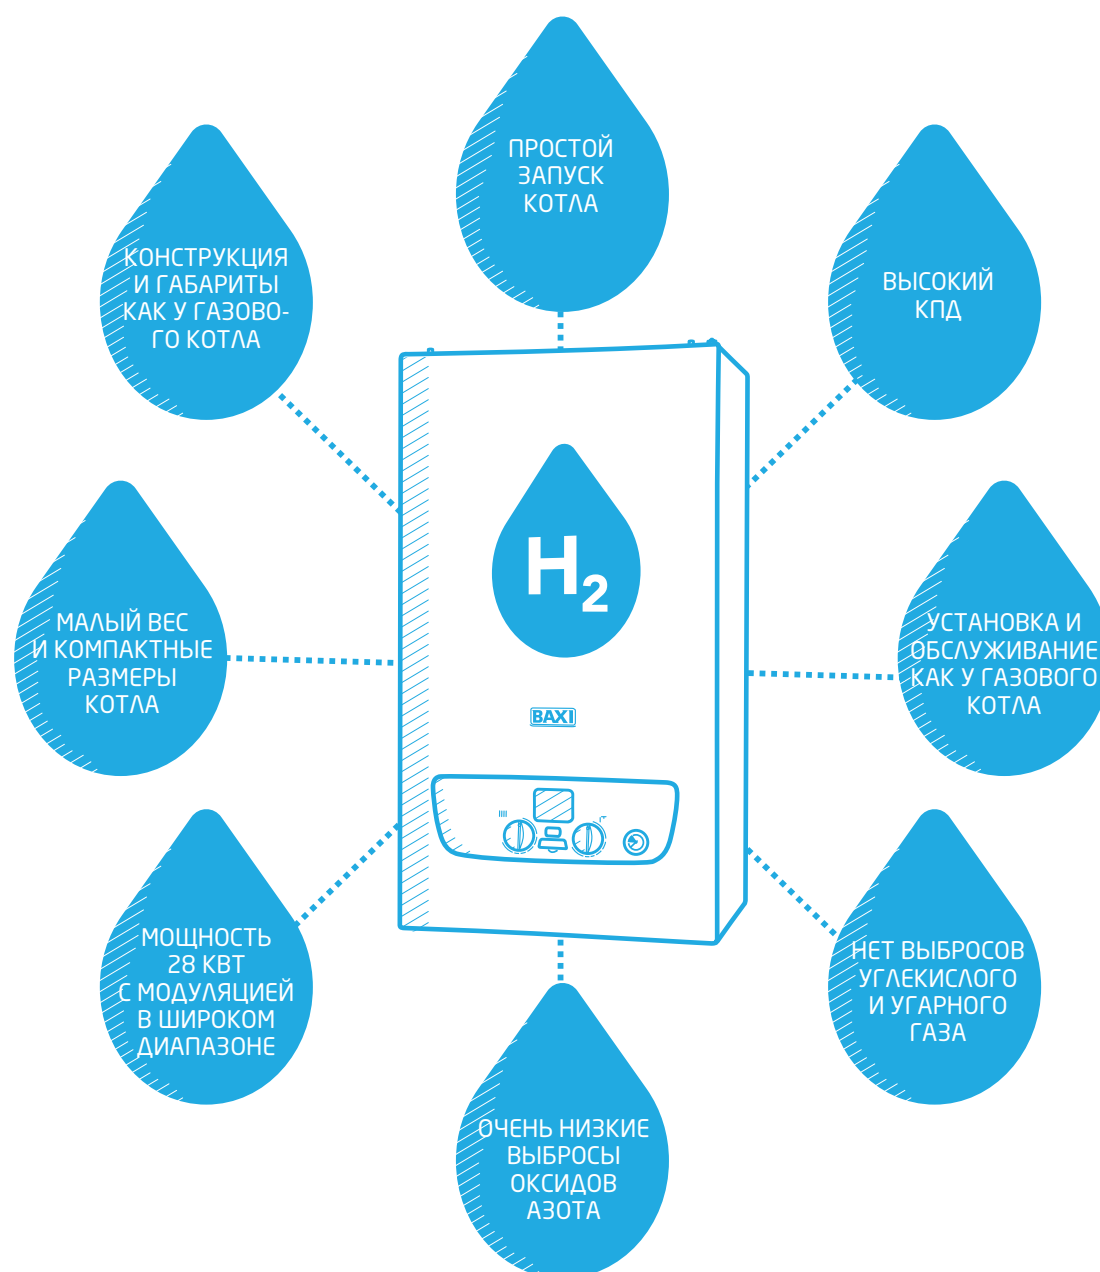 ПРОСТОЙ
ЗАПУСК
КОТЛА
КОНСТРУКЦИЯ
И ГАБАРИТЫ
КАК У ГАЗОВО-
ГО КОТЛА
ВЫСОКИЙ
КПД
H₂
МАЛЫЙ ВЕС
И КОМПАКТНЫЕ
РАЗМЕРЫ
КОТЛА
УСТАНОВКА И
ОБСЛУЖИВАНИЕ
КАК У ГАЗОВОГО
КОТЛА
BAXI
МОЩНОСТЬ
28 КВТ
С МОДУЛЯЦИЕЙ
В ШИРОКОМ
ДИАПАЗОНЕ
НЕТ ВЫБРОСОВ
УГЛЕКИСЛОГО
И УГАРНОГО
ГАЗА
ОЧЕНЬ НИЗКИЕ
ВЫБРОСЫ
ОКСИДОВ
АЗОТА